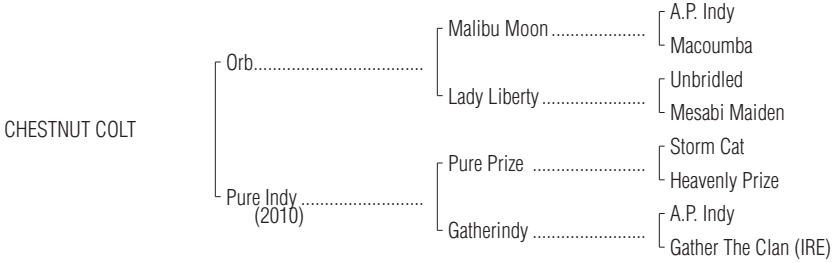 A.P. Indy
Malibu Moon
Macoumba
Orb
Unbridled
Lady Liberty
Mesabi Maiden
CHESTNUT COLT
Storm Cat
Pure Prize
Heavenly Prize
Pure Indy
(2010)
A.P. Indy
Gatherindy
Gather The Clan (IRE)